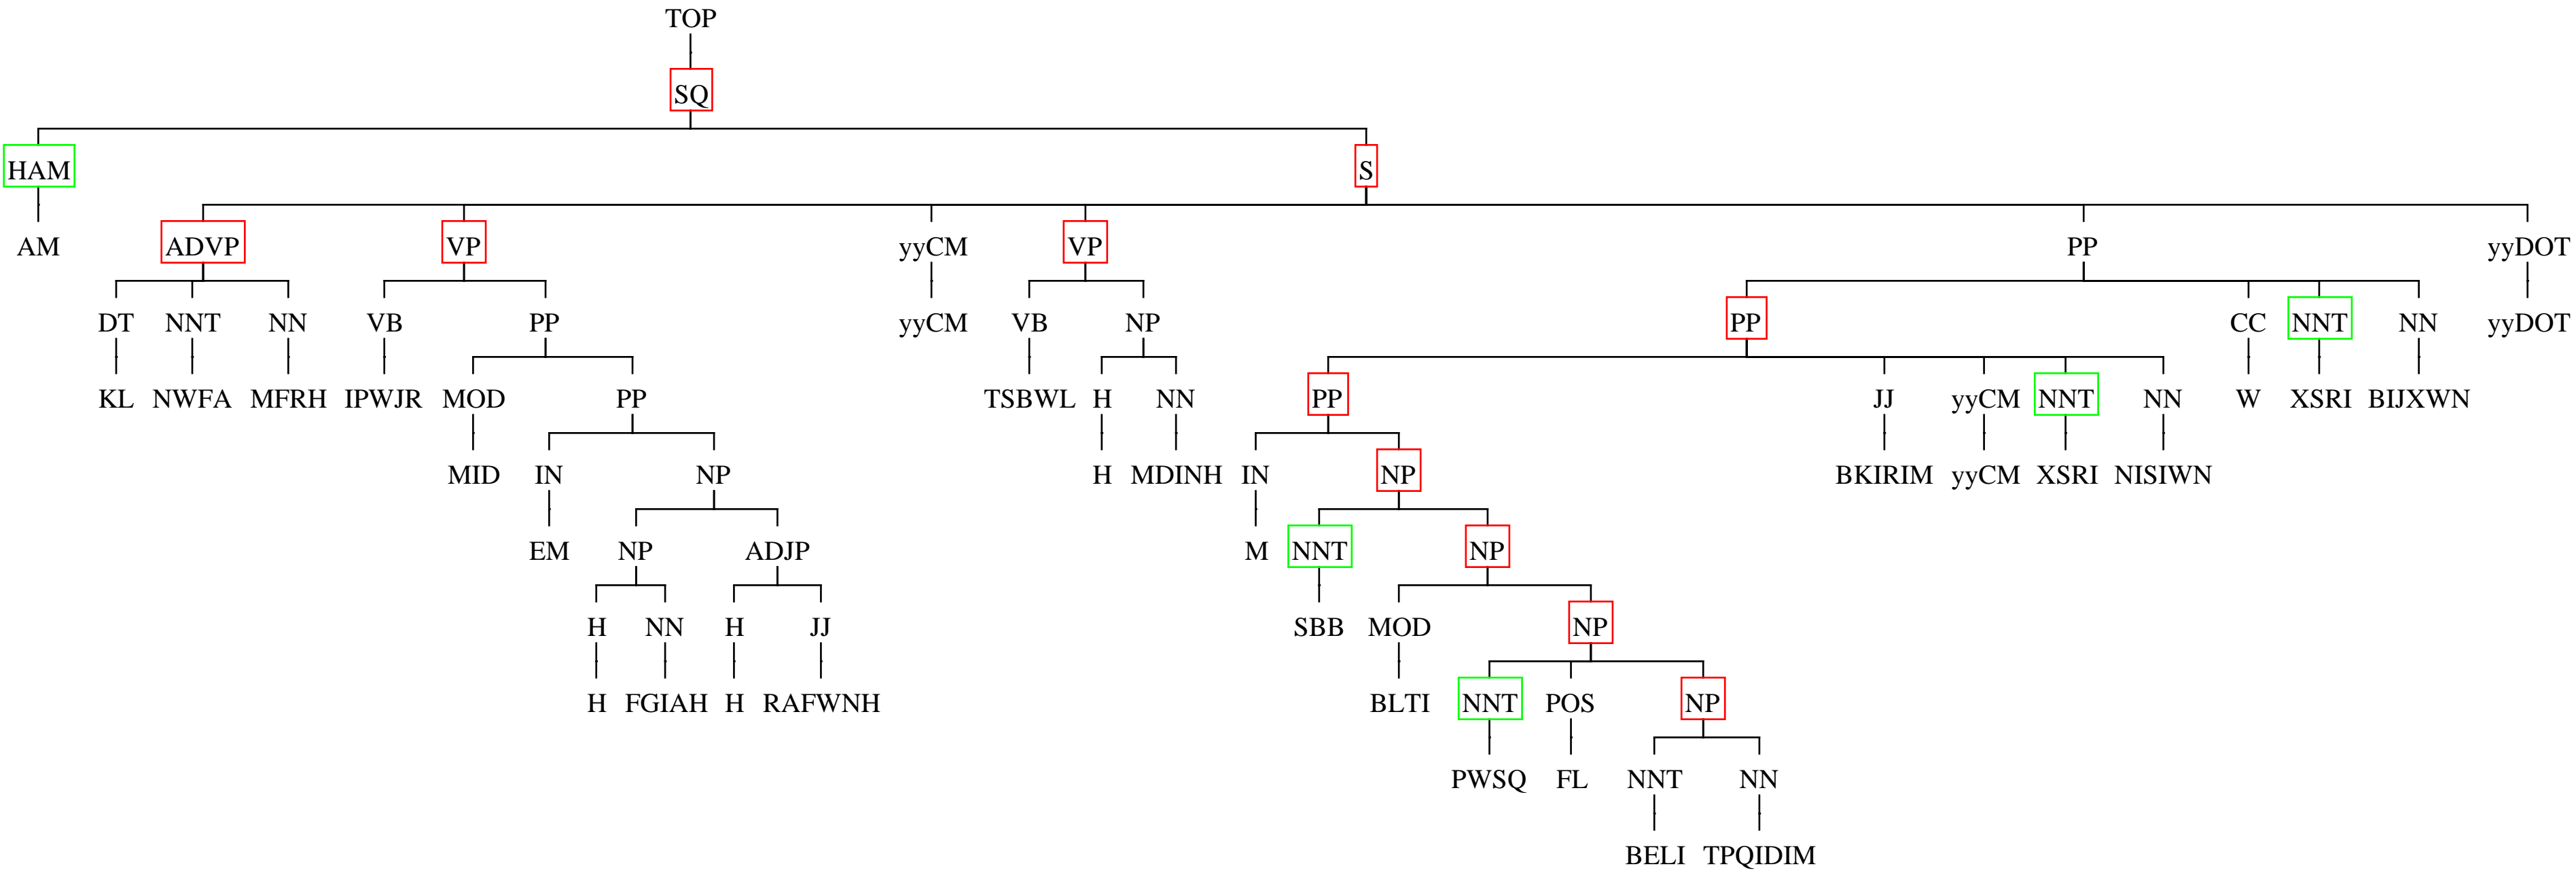 TOP
SQ
HAM S
AM ADVP VP yyCM VP PP yyDOT
DT NNT NN VB PP yyCM VB NP PP CC NNT NN yyDOT
KL NWFA MFRH IPWJR MOD PP TSBWL H NN PP JJ yyCM NNT NN W XSRI BIJXWN
MID IN NP H MDINH IN NP BKIRIM yyCM XSRI NISIWN
EM NP ADJP M NNT NP
H NN H JJ SBB MOD NP
H FGIAH H RAFWNH BLTI NNT POS NP
PWSQ FL NNT NN
BELI TPQIDIM